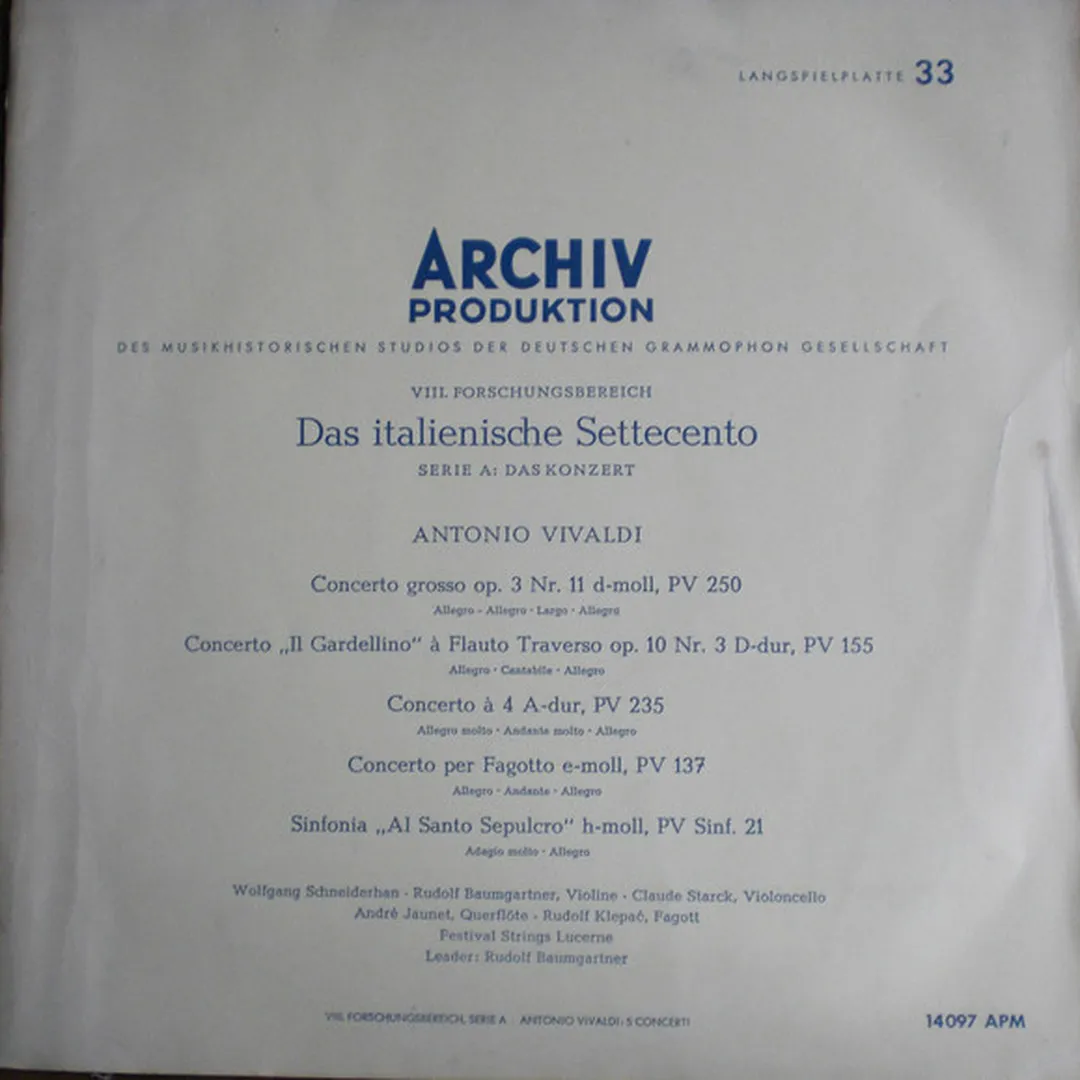 LANGSPIELPLATTE 33
ARCHIV
PRODUKTION
DES MUSIKHISTORISCHEN STUDIOS DER DEUTSCHEN GRAMMOPHON GESELLSCHAFT
VIII. FORSCHUNGSBEREICH
Das italienische Settecento
SERIE A: DAS KONZERT
ANTONIO VIVALDI
Concerto grosso op. 3 Nr. 11 d-moll, PV 250
Allegro - Allegro · Largo · Allegro
Concerto „Il Gardellino“ à Flauto Traverso op. 10 Nr. 3 D-dur, PV 155
Allegro · Cantabile · Allegro
Concerto à 4 A-dur, PV 235
Allegro molto · Andante molto · Allegro
Concerto per Fagotto e-moll, PV 137
Allegro · Andante · Allegro
Sinfonia „Al Santo Sepulcro“ h-moll, PV Sinf. 21
Adagio molto · Allegro
Wolfgang Schneiderhan · Rudolf Baumgartner, Violine · Claude Starck, Violoncello
André Jaunet, Querflöte · Rudolf Klepač, Fagott
Festival Strings Lucerne
Leader: Rudolf Baumgartner
VIII. FORSCHUNGSBEREICH, SERIE A : ANTONIO VIVALDI: 5 CONCERTI
14097 APM